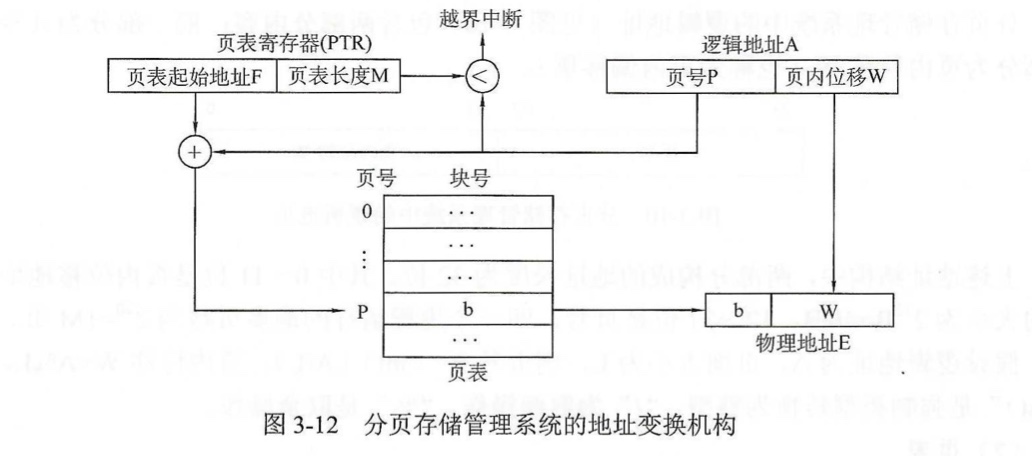 越界中断
页表寄存器(PTR)
逻辑地址A
页表起始地址F 页表长度M
<
页号P 页内位移W
+
页号 块号
0 ···
···
⋮
P b
b W
···
物理地址E
页表
图 3-12 分页存储管理系统的地址变换机构